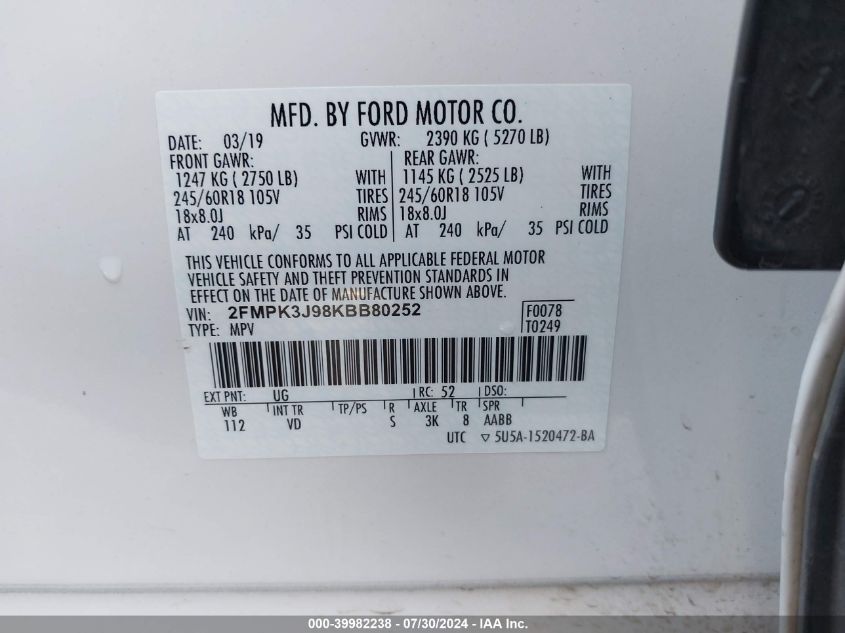 MFD. BY FORD MOTOR CO.
DATE: 03/19 GVWR: 2390 KG ( 5270 LB)
FRONT GAWR: REAR GAWR:
1247 KG ( 2750 LB) WITH 1145 KG ( 2525 LB) WITH
245/60R18 105V TIRES 245/60R18 105V TIRES
18x8.0J RIMS 18x8.0J RIMS
AT 240 kPa/ 35 PSI COLD AT 240 kPa/ 35 PSI COLD
THIS VEHICLE CONFORMS TO ALL APPLICABLE FEDERAL MOTOR
VEHICLE SAFETY AND THEFT PREVENTION STANDARDS IN
EFFECT ON THE DATE OF MANUFACTURE SHOWN ABOVE.
VIN: 2FMPK3J98KBB80252 F0078
TYPE: MPV T0249
EXT PNT: UG RC: 52 DSO:
WB INT TR TP/PS R AXLE TR SPR
112 VD S 3K 8 AABB
UTC ▽ 5U5A-1520472-BA
000-39982238 - 07/30/2024 - IAA Inc.